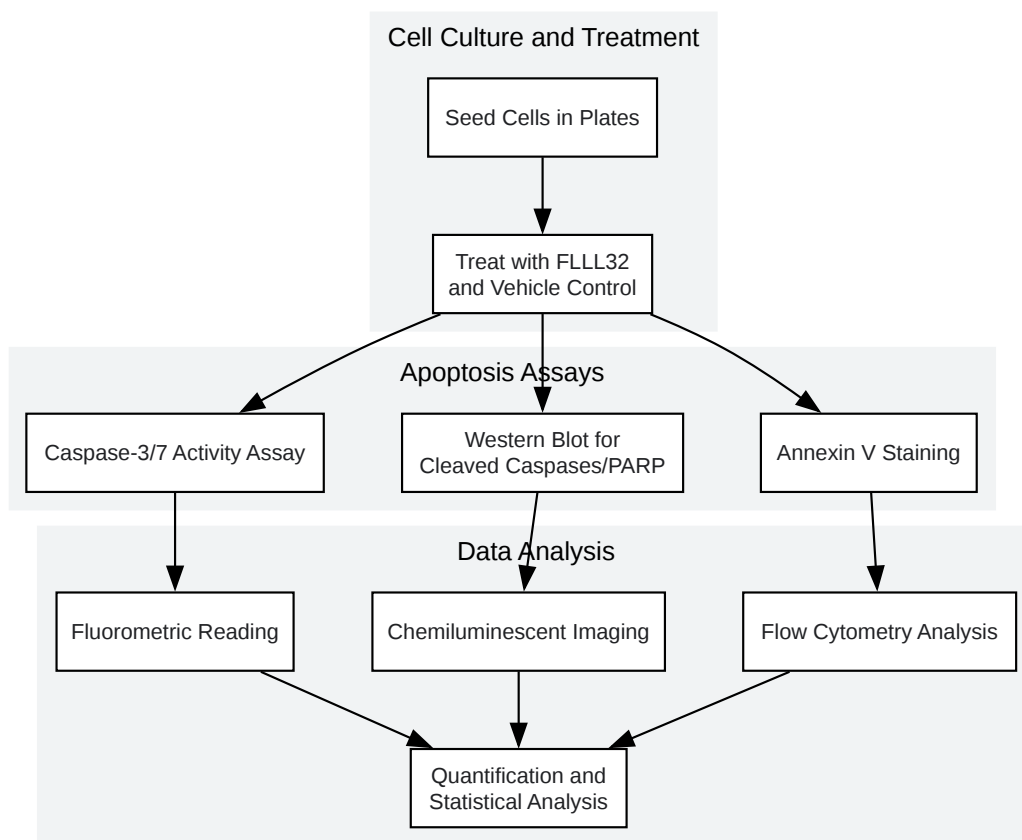 Cell Culture and Treatment
Seed Cells in Plates
Treat with FLLL32
and Vehicle Control
Apoptosis Assays
Caspase-3/7 Activity Assay
Western Blot for
Cleaved Caspases/PARP
Annexin V Staining
Data Analysis
Fluorometric Reading
Chemiluminescent Imaging
Flow Cytometry Analysis
Quantification and
Statistical Analysis